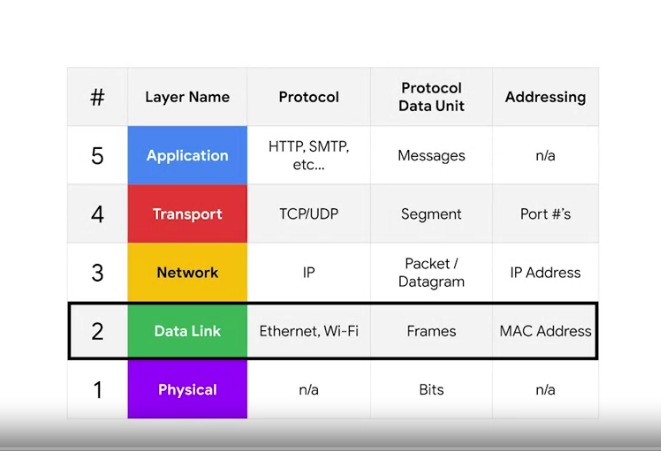 # Layer Name Protocol Protocol Data Unit Addressing
5 Application HTTP, SMTP, etc... Messages n/a
4 Transport TCP/UDP Segment Port #'s
3 Network IP Packet / Datagram IP Address
2 Data Link Ethernet, Wi-Fi Frames MAC Address
1 Physical n/a Bits n/a